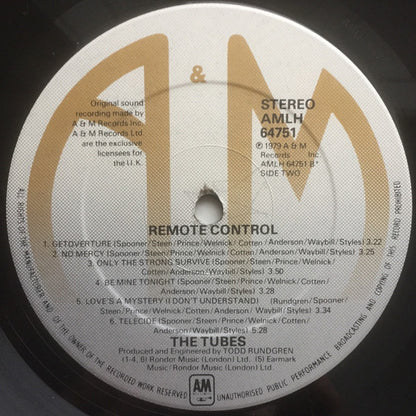 A&M
Original sound
recording made by
A & M Records Inc.
A & M Records Ltd
are the exclusive
licensees for
the U.K.
STEREO
AMLH
64751
℗ 1979 A & M
Records Inc.
AMLH 64751 B*
SIDE TWO
REMOTE CONTROL
1. GETOVERTURE (Spooner/Steen/Prince/Welnick/Cotten/Anderson/Waybill/Styles) 3.22
2. NO MERCY (Spooner/Steen/Prince/Welnick/Cotten/Anderson/Waybill/Styles) 3.25
3. ONLY THE STRONG SURVIVE (Spooner/Steen/Prince/Welnick/Cotten/
Anderson/Waybill/Styles) 3.50
4. BE MINE TONIGHT (Spooner/Steen/Prince/Welnick/Cotten
/Anderson/Waybill/Styles) 3.28
5. LOVE'S A MYSTERY (I DON'T UNDERSTAND) (Rundgren/Spooner/
Steen/Prince/Welnick/Cotten/Anderson/Waybill/Styles) 3.34
6. TELECIDE (Spooner/Steen/Prince/Welnick/Cotten/
Anderson/Waybill/Styles) 5.28
THE TUBES
Produced and Engineered by TODD RUNDGREN
(1-4, 6) Rondor Music (London) Ltd. (5) Earmark
Music/Rondor Music (London) Ltd.
AM
ALL RIGHTS OF THE MANUFACTURER AND OF THE OWNER OF THE RECORDED WORK RESERVED
UNAUTHORISED PUBLIC PERFORMANCE BROADCASTING AND COPYING OF THIS RECORD PROHIBITED